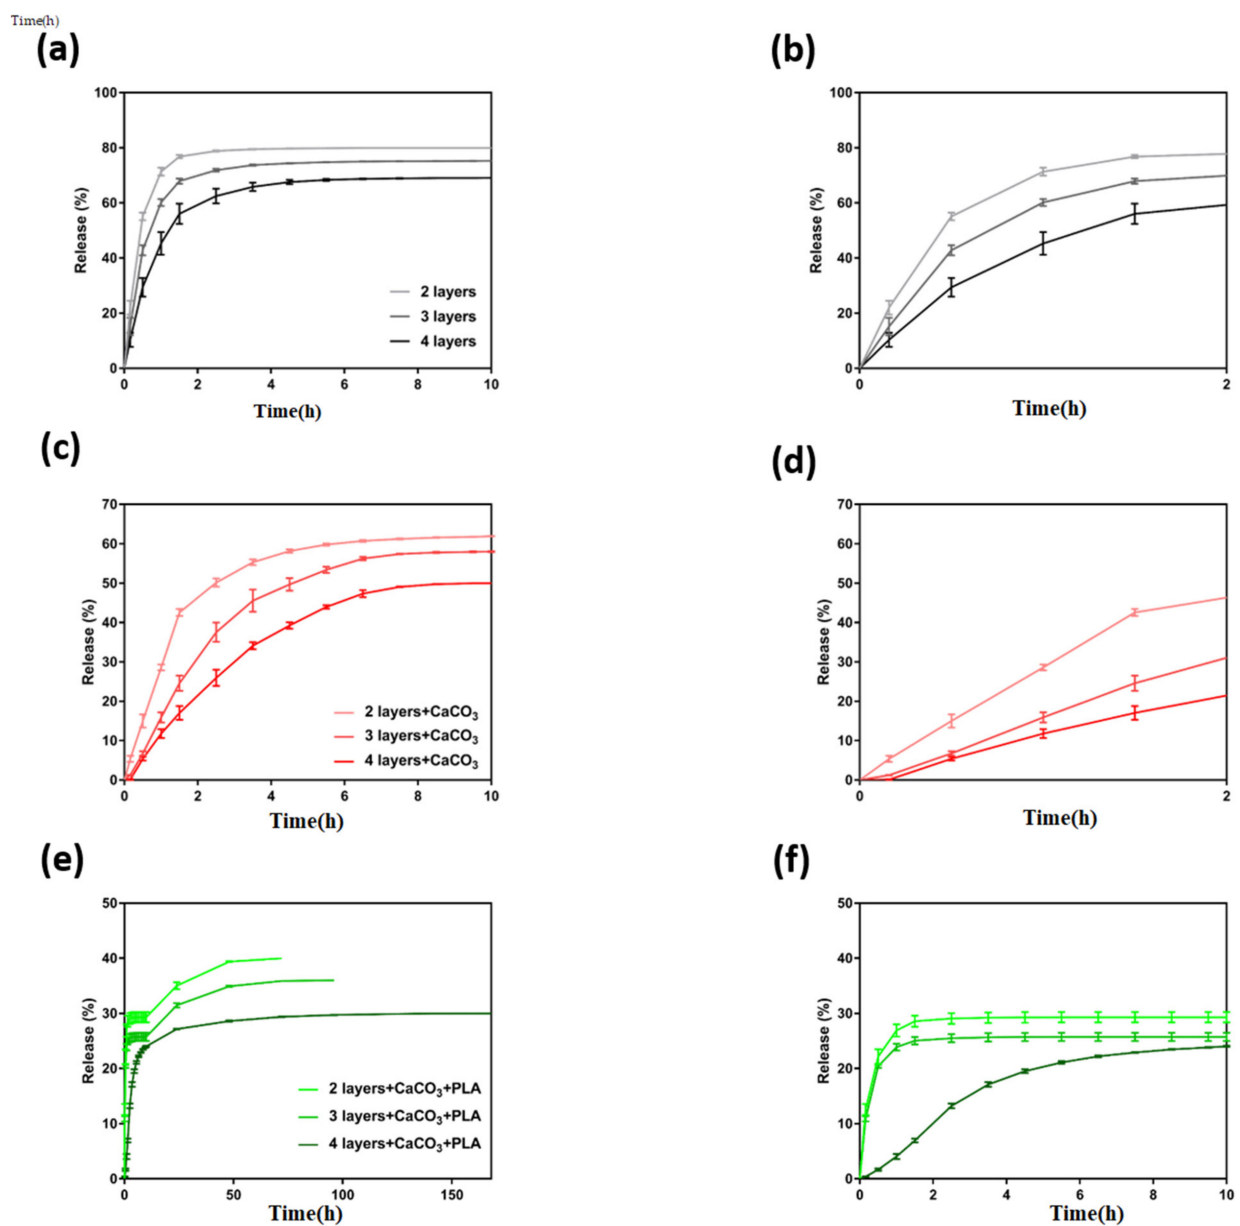 Time(h)
(a)
100
80
60
40
20
0
Release (%)
2 layers
3 layers
4 layers
0 2 4 6 8 10
Time(h)
(b)
100
80
60
40
20
0
Release (%)
0 2
Time(h)
(c)
70
60
50
40
30
20
10
0
Release (%)
2 layers+CaCO₃
3 layers+CaCO₃
4 layers+CaCO₃
0 2 4 6 8 10
Time(h)
(d)
70
60
50
40
30
20
10
0
Release (%)
0 2
Time(h)
(e)
50
40
30
20
10
0
Release (%)
2 layers+CaCO₃+PLA
3 layers+CaCO₃+PLA
4 layers+CaCO₃+PLA
0 50 100 150
Time(h)
(f)
50
40
30
20
10
0
Release (%)
0 2 4 6 8 10
Time(h)